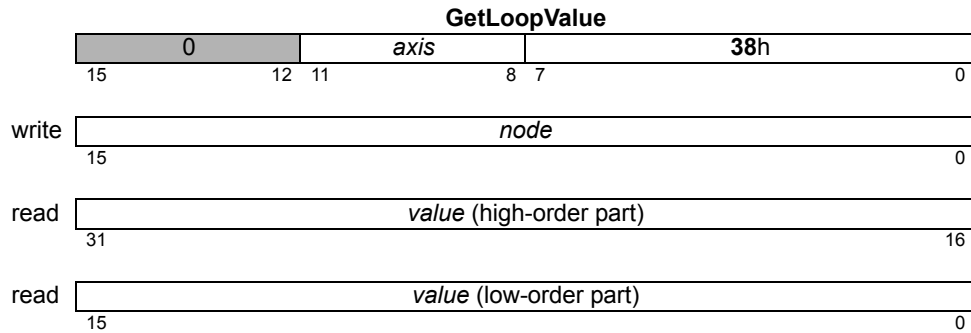 GetLoopValue
0 axis 38h
15 12 11 8 7 0
write node
15 0
read value (high-order part)
31 16
read value (low-order part)
15 0